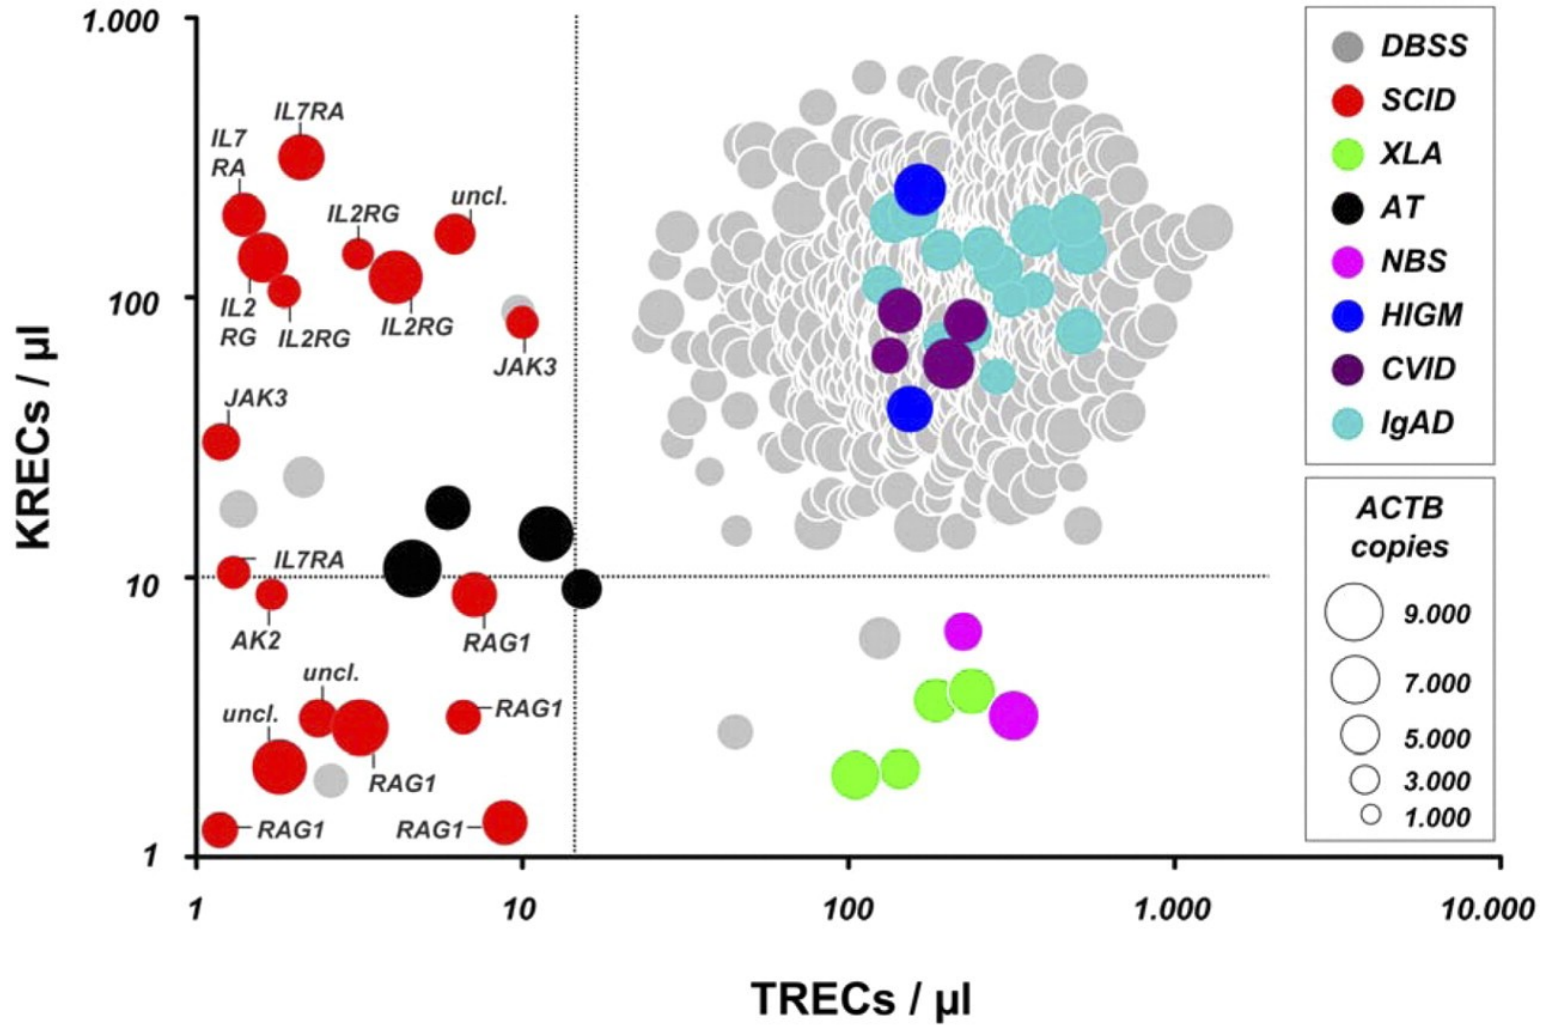 1.000
100
10
1
KRECs / µl
1
10
100
1.000
10.000
TRECs / µl
IL7RA
IL7
RA
IL2RG
uncl.
IL2
RG
IL2RG
IL2RG
JAK3
JAK3
IL7RA
AK2
RAG1
uncl.
uncl.
RAG1
RAG1
RAG1
RAG1
DBSS
SCID
XLA
AT
NBS
HIGM
CVID
IgAD
ACTB
copies
9.000
7.000
5.000
3.000
1.000